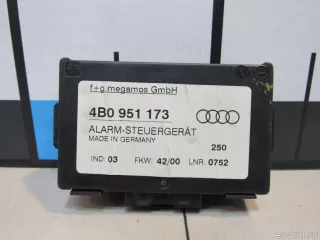 f+g megamos GmbH
4B0 951 173
ALARM-STEUERGERÄT
MADE IN GERMANY
250
IND: 03 FKW: 42/00 LNR: 0752